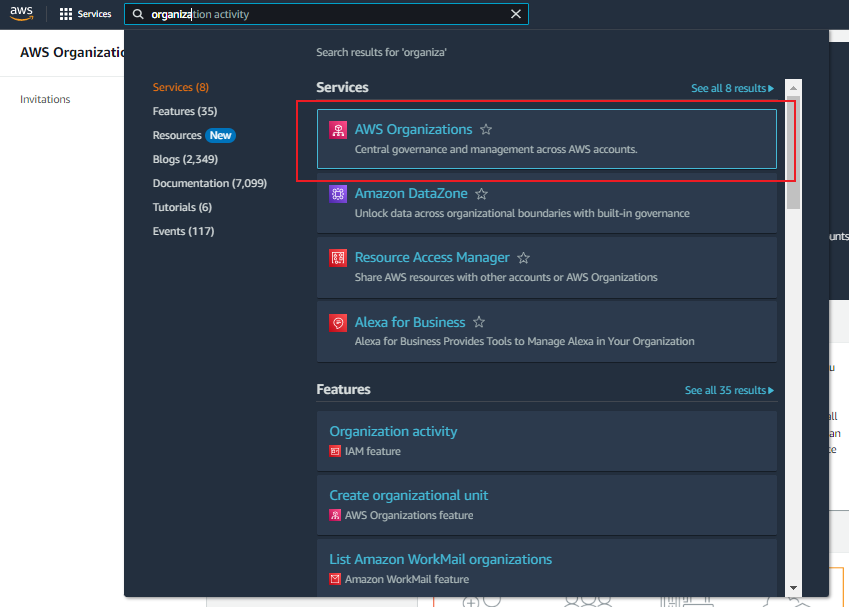 aws
Services
organization activity
AWS Organizatio
Invitations
Search results for 'organiza'
Services (8)
Features (35)
Resources New
Blogs (2,349)
Documentation (7,099)
Tutorials (6)
Events (117)
Services
See all 8 results
AWS Organizations
Central governance and management across AWS accounts.
Amazon DataZone
Unlock data across organizational boundaries with built-in governance
Resource Access Manager
Share AWS resources with other accounts or AWS Organizations
Alexa for Business
Alexa for Business Provides Tools to Manage Alexa in Your Organization
Features
See all 35 results
Organization activity
IAM feature
Create organizational unit
AWS Organizations feature
List Amazon WorkMail organizations
Amazon WorkMail feature
unts